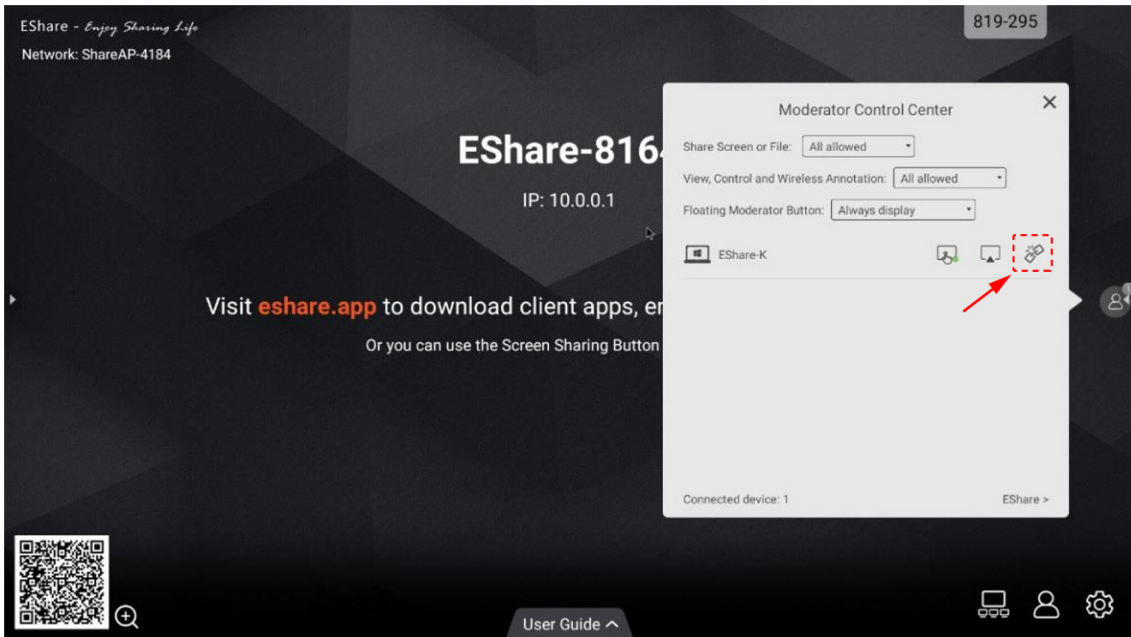 EShare - Enjoy Sharing Life
Network: ShareAP-4184
819-295
EShare-816
IP: 10.0.0.1
Visit eshare.app to download client apps, en
Or you can use the Screen Sharing Button
Moderator Control Center
Share Screen or File: All allowed
View, Control and Wireless Annotation: All allowed
Floating Moderator Button: Always display
EShare-K
Connected device: 1
EShare >
User Guide